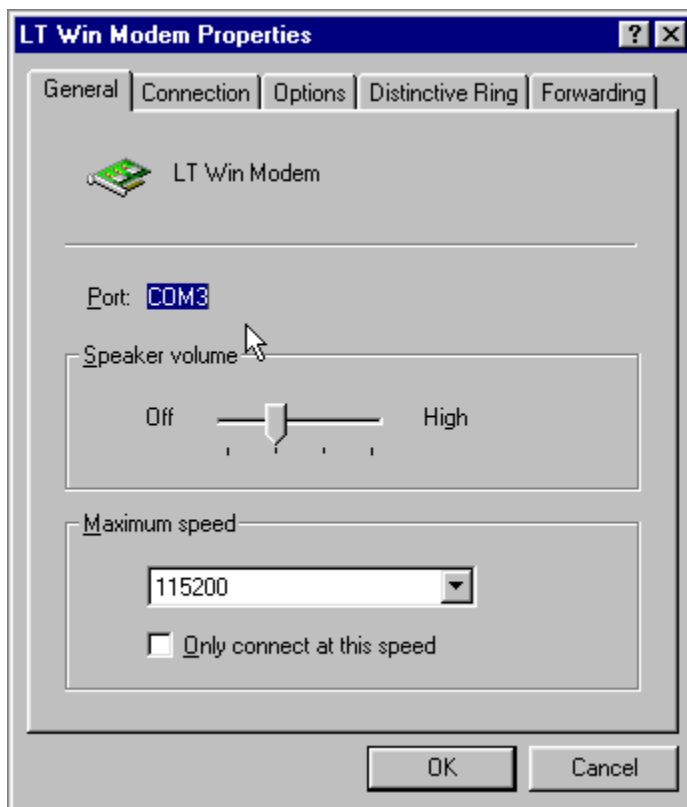 LT Win Modem Properties
General Connection Options Distinctive Ring Forwarding
LT Win Modem
Port: COM3
Speaker volume
Off High
Maximum speed
115200
Only connect at this speed
OK Cancel